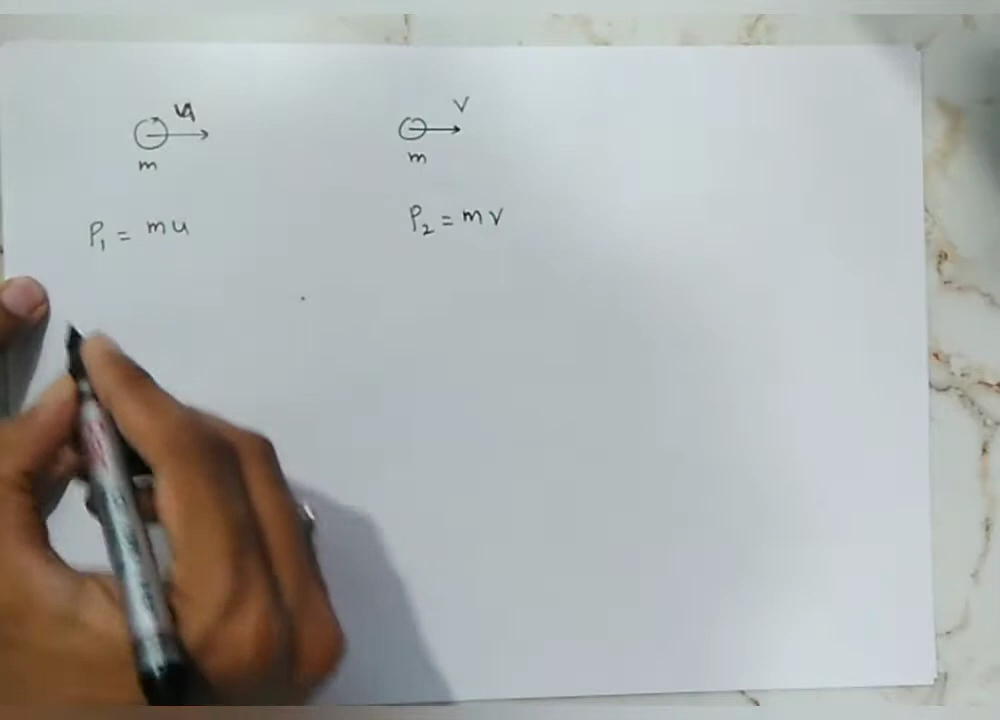 u v
m m
P₁ = mu P₂ = mv